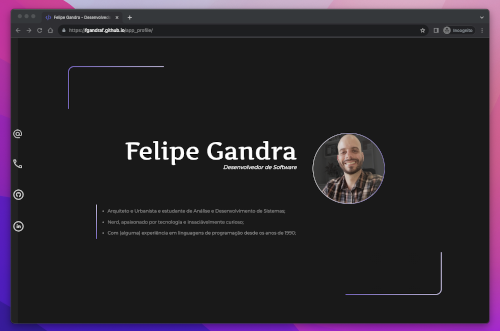 Felipe Gandra - Desenvolvedor
https://fgandraf.github.io/app_profile/
Incognito
Felipe Gandra
Desenvolvedor de Software
Arquiteto e Urbanista e estudante de Análise e Desenvolvimento de Sistemas;
Nerd, apaixonado por tecnologia e insaciavelmente curioso;
Com (alguma) experiência em linguagens de programação desde os anos de 1990;